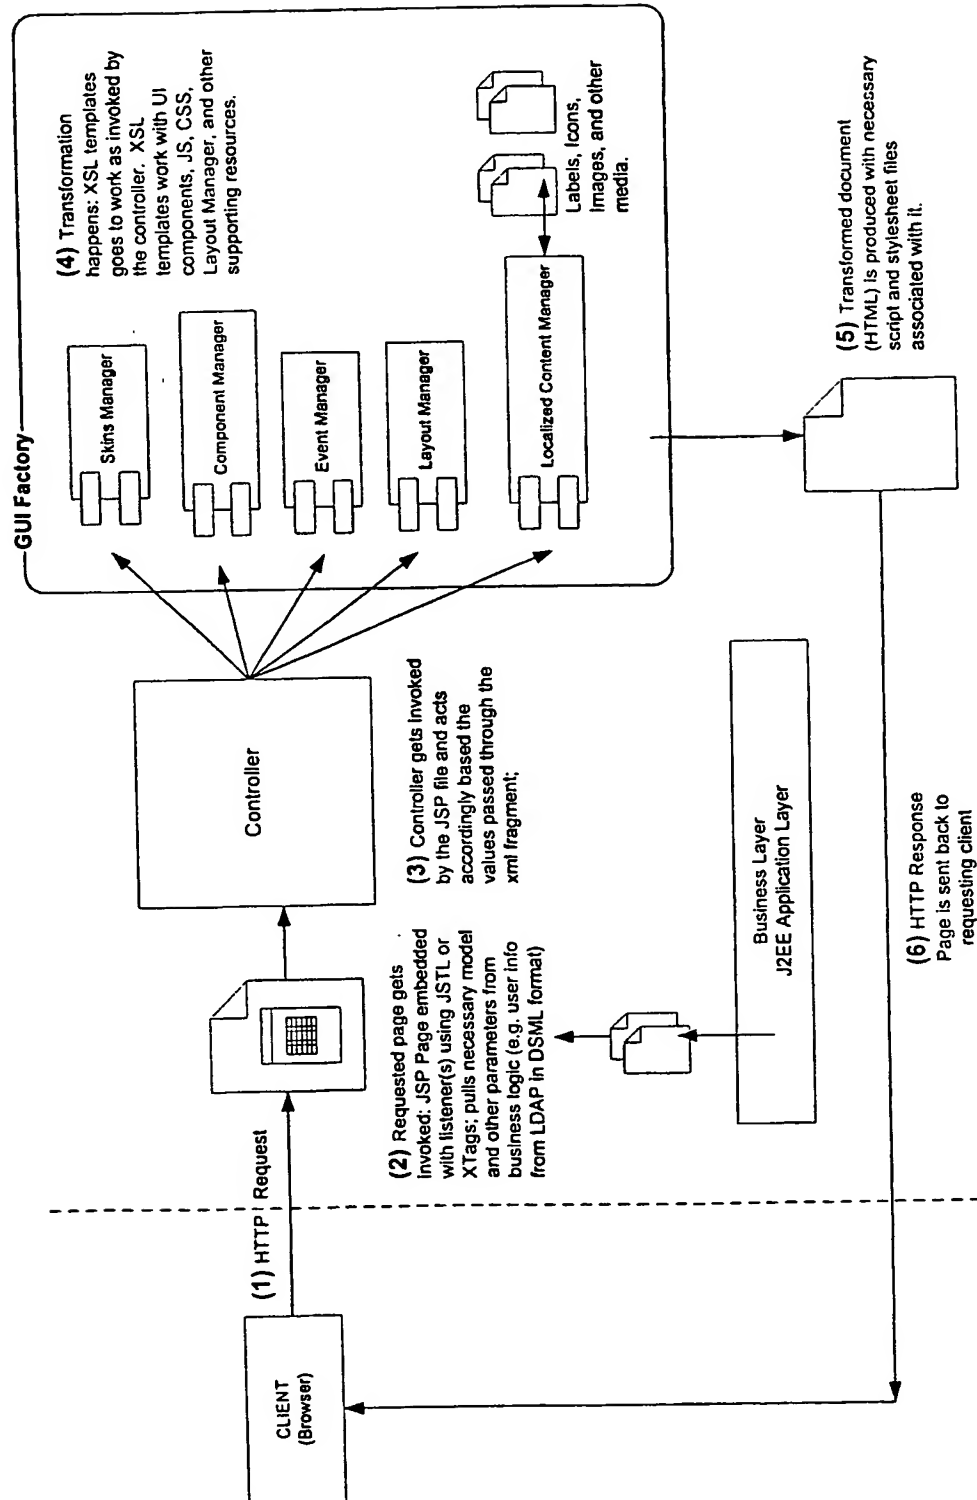 CLIENT
(Browser)
(1) HTTP Request
(2) Requested page gets
invoked: JSP Page embedded
with listener(s) using JSTL or
XTags; pulls necessary model
and other parameters from
business logic (e.g. user info
from LDAP in DSML format)
Business Layer
J2EE Application Layer
Controller
(3) Controller gets invoked
by the JSP file and acts
accordingly based the
values passed through the
xml fragment;
GUI Factory
Skins Manager
Component Manager
Event Manager
Layout Manager
Localized Content Manager
(4) Transformation
happens: XSL templates
goes to work as invoked by
the controller. XSL
templates work with UI
components, JS, CSS,
Layout Manager, and other
supporting resources.
Labels, Icons,
Images, and other
media.
(5) Transformed document
(HTML) is produced with necessary
script and stylesheet files
associated with it.
(6) HTTP Response
Page is sent back to
requesting client